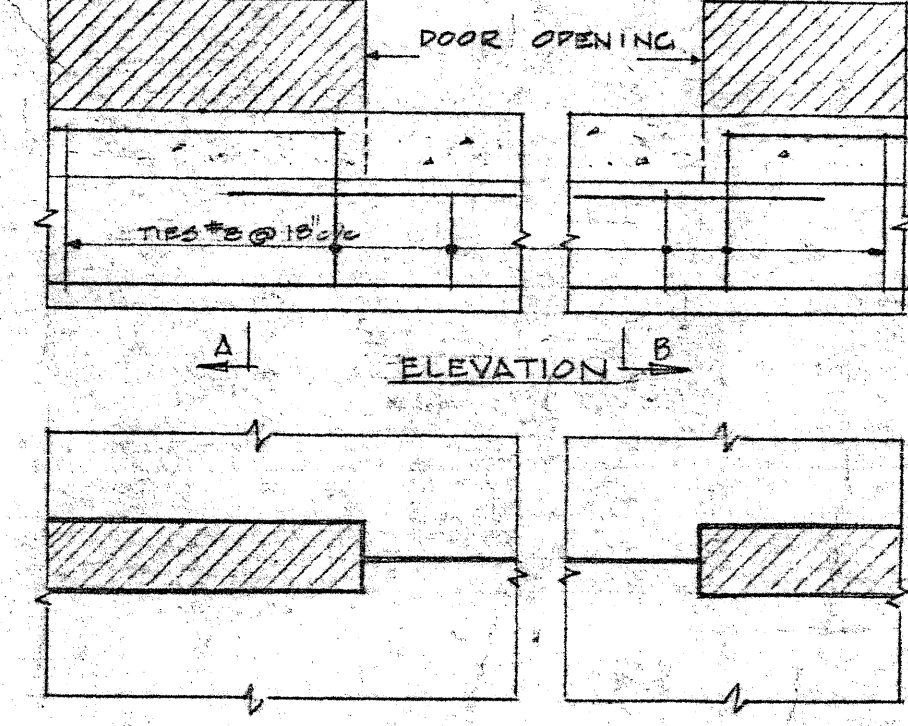 DOOR OPENING
TIES #3 @ 18" c/c
A
B
ELEVATION